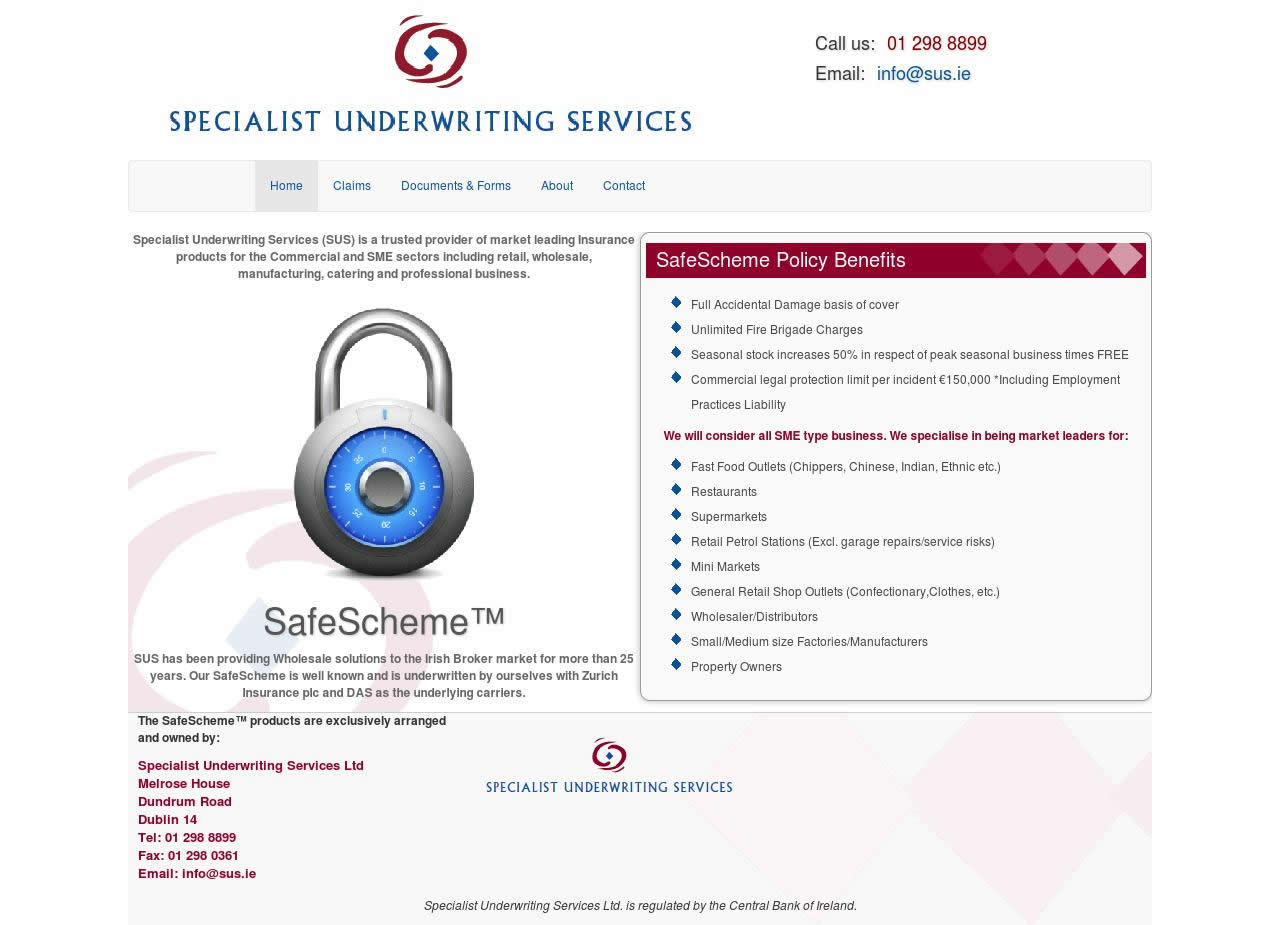 SPECIALIST UNDERWRITING SERVICES
Call us: 01 298 8899
Email: info@sus.ie
Home
Claims
Documents & Forms
About
Contact
Specialist Underwriting Services (SUS) is a trusted provider of market leading Insurance
products for the Commercial and SME sectors including retail, wholesale,
manufacturing, catering and professional business.
0
5
10
15
20
25
30
35
SafeScheme™
SUS has been providing Wholesale solutions to the Irish Broker market for more than 25
years. Our SafeScheme is well known and is underwritten by ourselves with Zurich
Insurance plc and DAS as the underlying carriers.
SafeScheme Policy Benefits
Full Accidental Damage basis of cover
Unlimited Fire Brigade Charges
Seasonal stock increases 50% in respect of peak seasonal business times FREE
Commercial legal protection limit per incident €150,000 *Including Employment
Practices Liability
We will consider all SME type business. We specialise in being market leaders for:
Fast Food Outlets (Chippers, Chinese, Indian, Ethnic etc.)
Restaurants
Supermarkets
Retail Petrol Stations (Excl. garage repairs/service risks)
Mini Markets
General Retail Shop Outlets (Confectionary,Clothes, etc.)
Wholesaler/Distributors
Small/Medium size Factories/Manufacturers
Property Owners
The SafeScheme™ products are exclusively arranged
and owned by:
Specialist Underwriting Services Ltd
Melrose House
Dundrum Road
Dublin 14
Tel: 01 298 8899
Fax: 01 298 0361
Email: info@sus.ie
SPECIALIST UNDERWRITING SERVICES
Specialist Underwriting Services Ltd. is regulated by the Central Bank of Ireland.